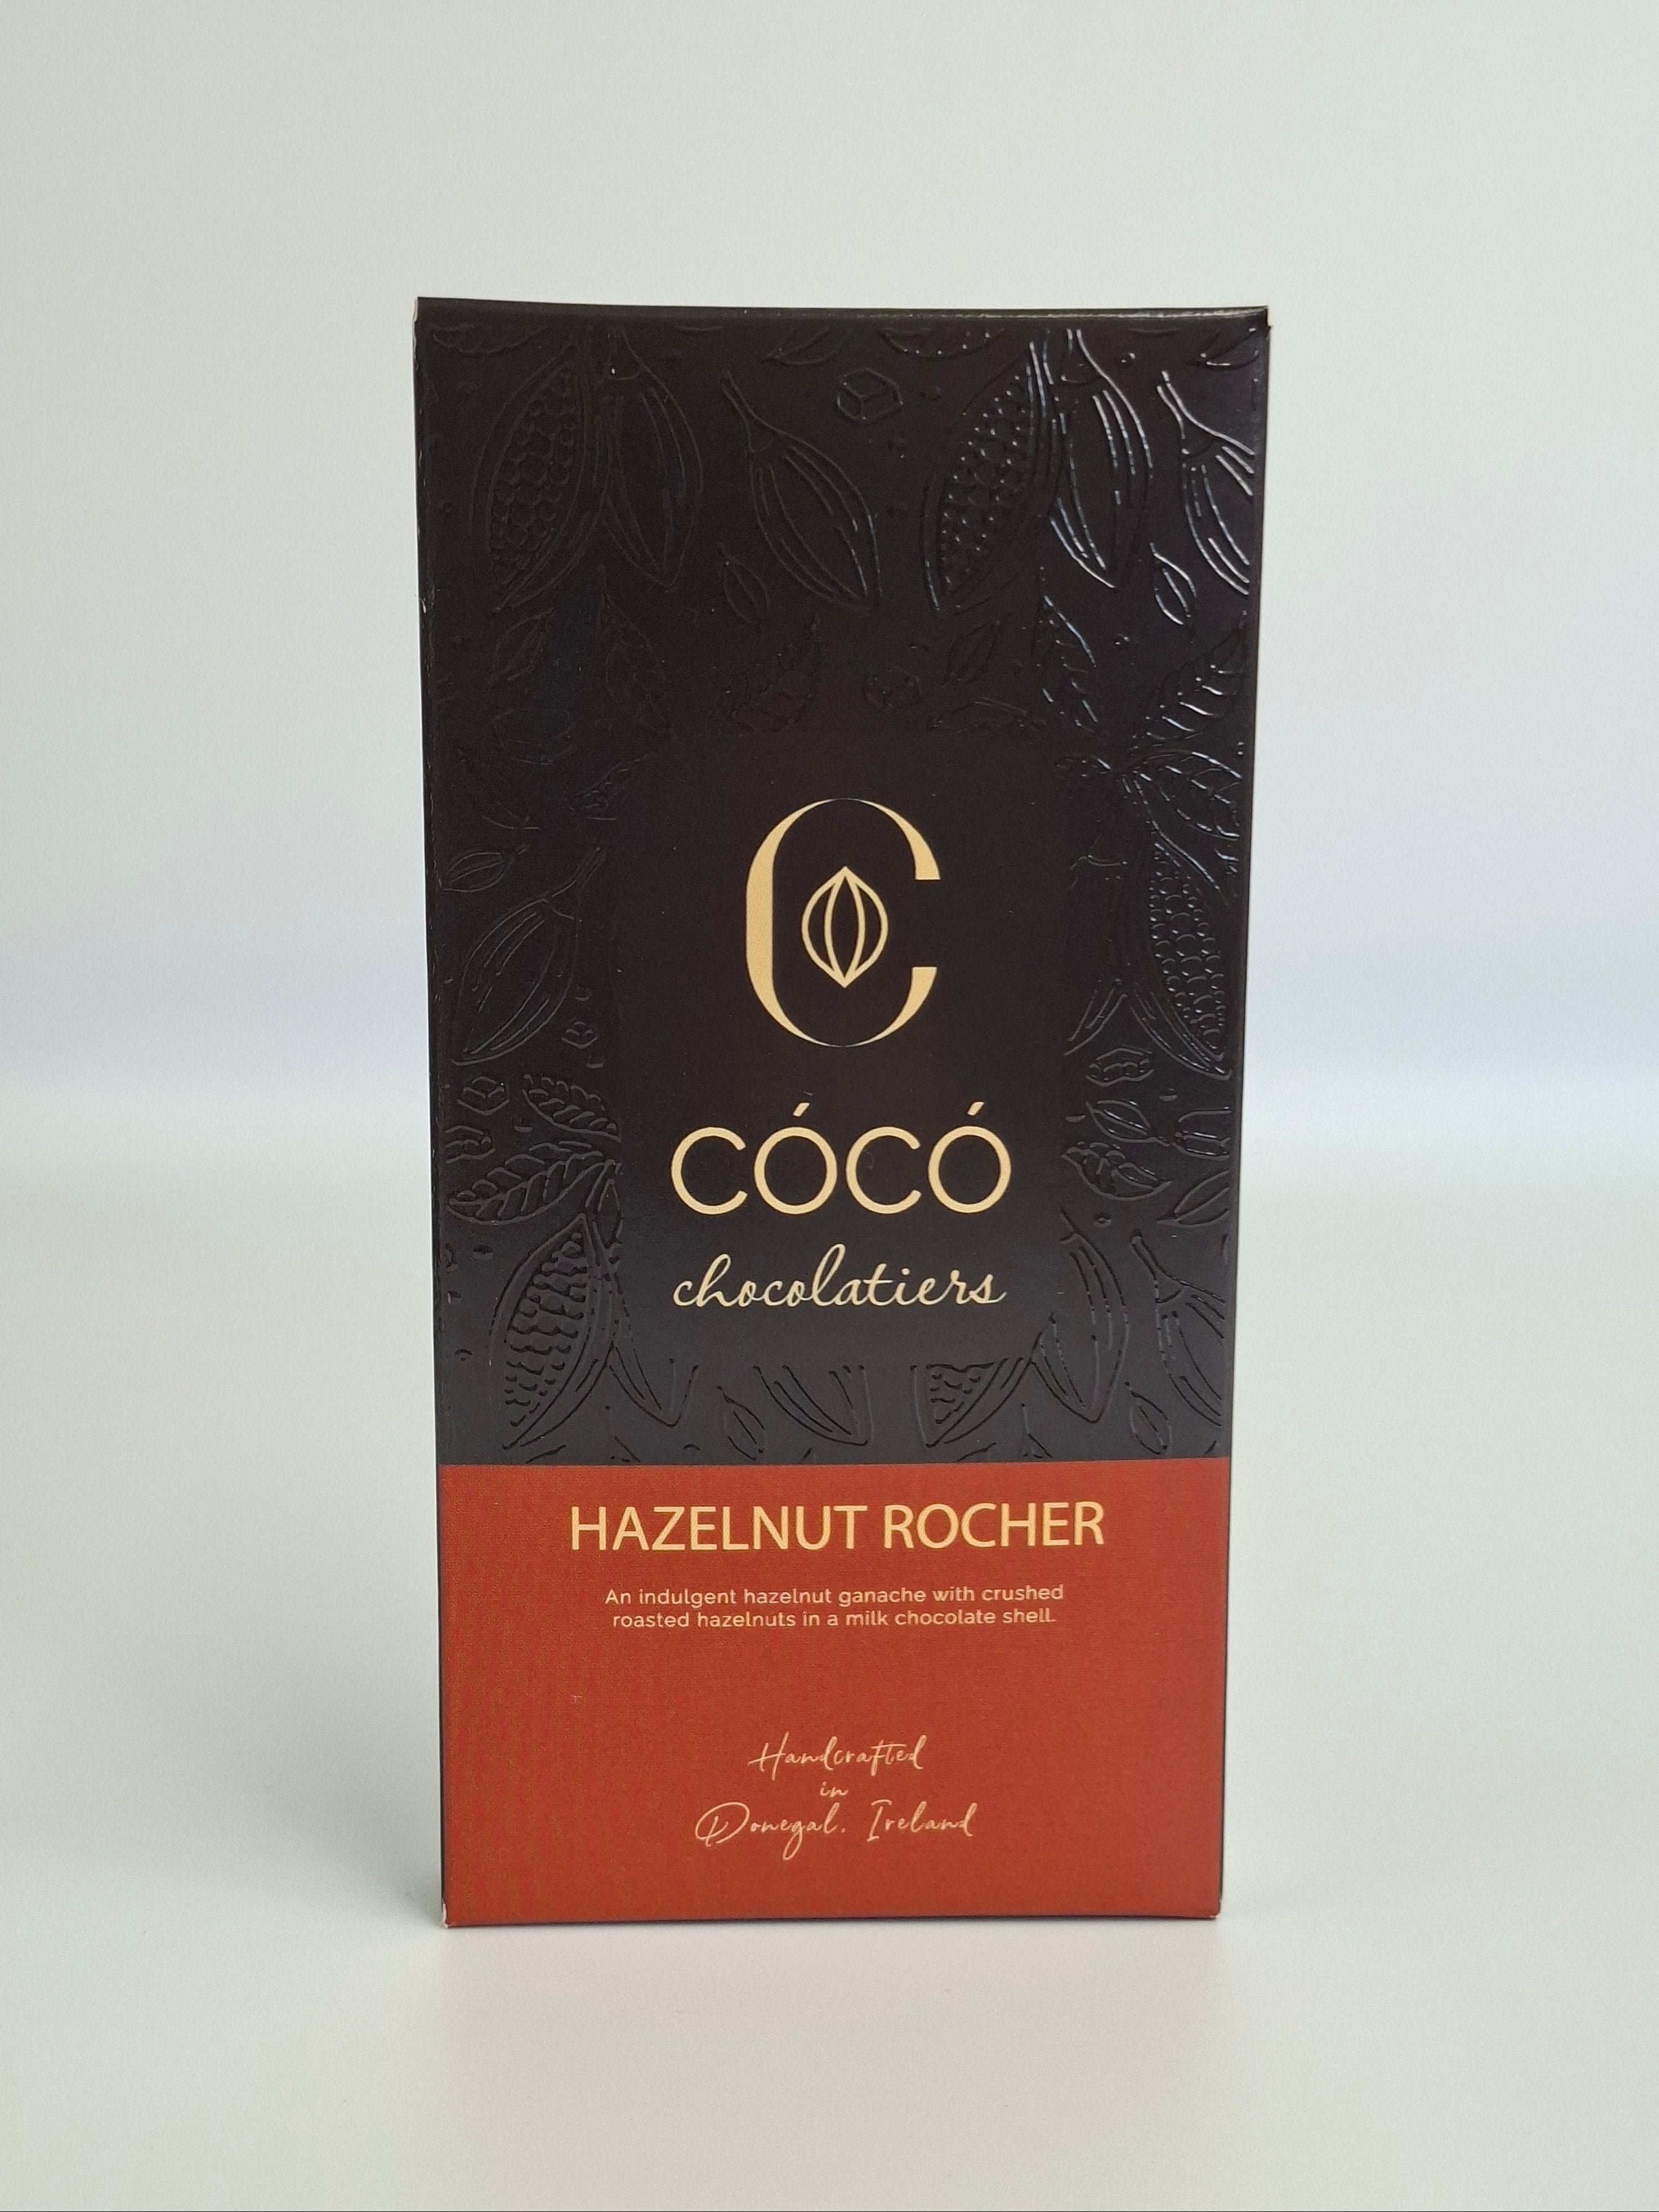 C
CÓCÓ
chocolatiers
HAZELNUT ROCHER
An indulgent hazelnut ganache with crushed
roasted hazelnuts in a milk chocolate shell.
Handcrafted
in
Donegal, Ireland